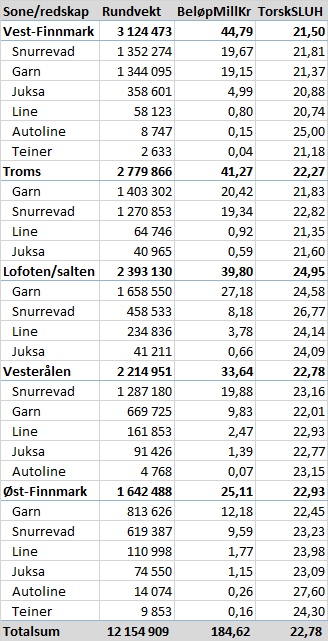 Sone/redskap Rundvekt BeløpMillKr TorskSLUH
Vest-Finnmark 3 124 473 44,79 21,50
Snurrevad 1 352 274 19,67 21,81
Garn 1 344 095 19,15 21,37
Juksa 358 601 4,99 20,88
Line 58 123 0,80 20,74
Autoline 8 747 0,15 25,00
Teiner 2 633 0,04 21,18
Troms 2 779 866 41,27 22,27
Garn 1 403 302 20,42 21,83
Snurrevad 1 270 853 19,34 22,82
Line 64 746 0,92 21,35
Juksa 40 965 0,59 21,60
Lofoten/salten 2 393 130 39,80 24,95
Garn 1 658 550 27,18 24,58
Snurrevad 458 533 8,18 26,77
Line 234 836 3,78 24,14
Juksa 41 211 0,66 24,09
Vesterålen 2 214 951 33,64 22,78
Snurrevad 1 287 180 19,88 23,16
Garn 669 725 9,83 22,01
Line 161 853 2,47 22,93
Juksa 91 426 1,39 22,77
Autoline 4 768 0,07 23,15
Øst-Finnmark 1 642 488 25,11 22,93
Garn 813 626 12,18 22,45
Snurrevad 619 387 9,59 23,23
Line 110 998 1,77 23,98
Juksa 74 550 1,15 23,09
Autoline 14 074 0,26 27,60
Teiner 9 853 0,16 24,30
Totalsum 12 154 909 184,62 22,78